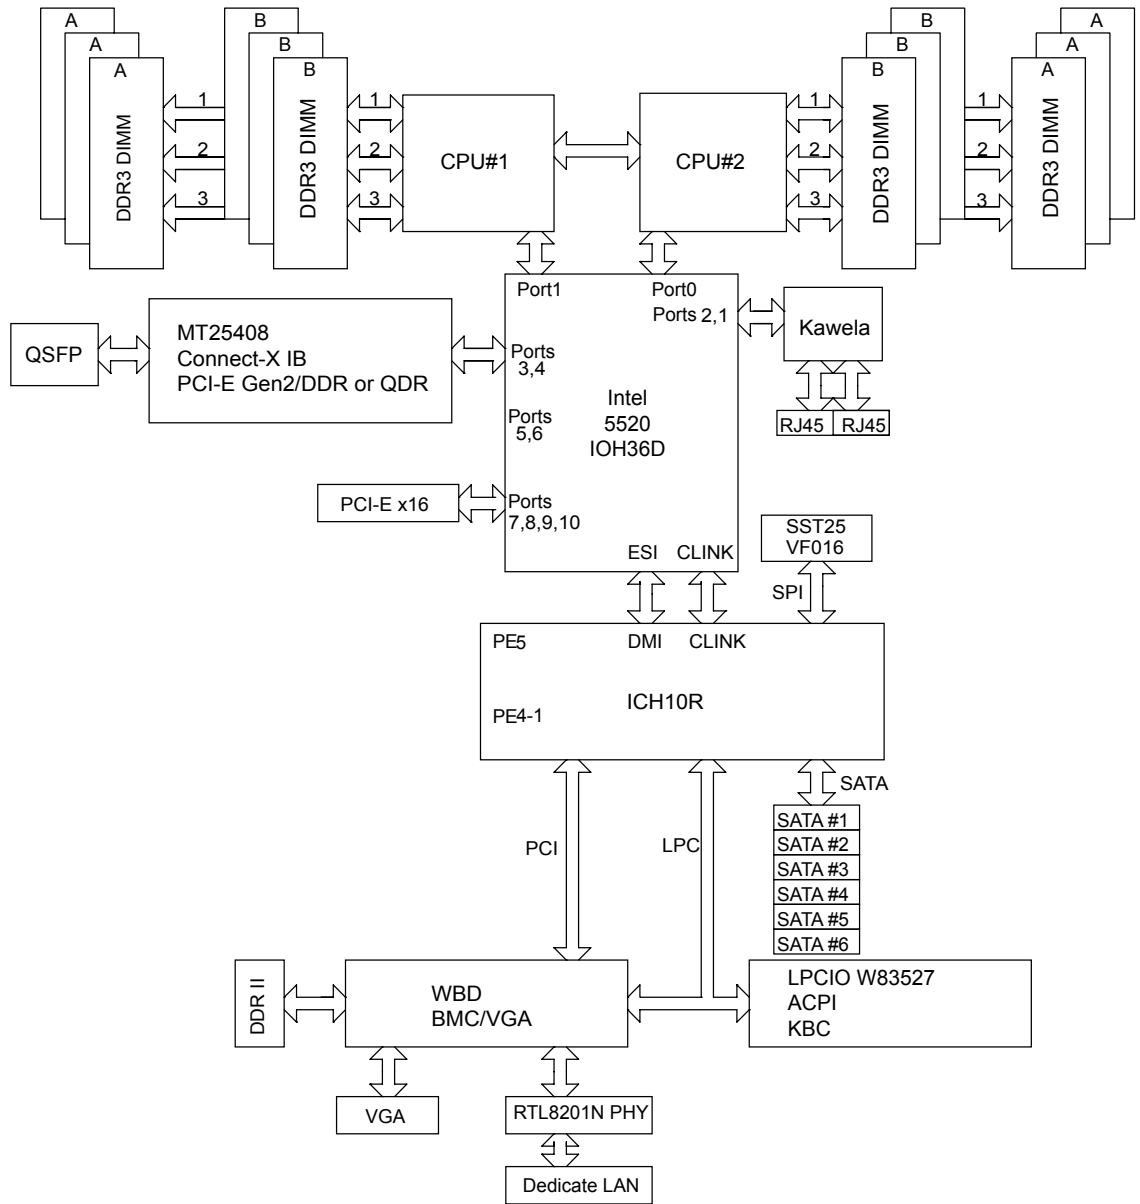 A
A
A
DDR3 DIMM
B
B
B
DDR3 DIMM
1
2
3
1
2
3
CPU#1
CPU#2
1
2
3
B
B
B
DDR3 DIMM
1
2
3
A
A
A
DDR3 DIMM
Port1
Port0
Ports 2,1
Kawela
RJ45
RJ45
QSFP
MT25408
Connect-X IB
PCI-E Gen2/DDR or QDR
Ports
3,4
Ports
5,6
Intel
5520
IOH36D
PCI-E x16
Ports
7,8,9,10
ESI
CLINK
SST25
VF016
SPI
PE5
DMI
CLINK
ICH10R
PE4-1
SATA
PCI
LPC
SATA #1
SATA #2
SATA #3
SATA #4
SATA #5
SATA #6
DDR II
WBD
BMC/VGA
LPCIO W83527
ACPI
KBC
VGA
RTL8201N PHY
Dedicate LAN